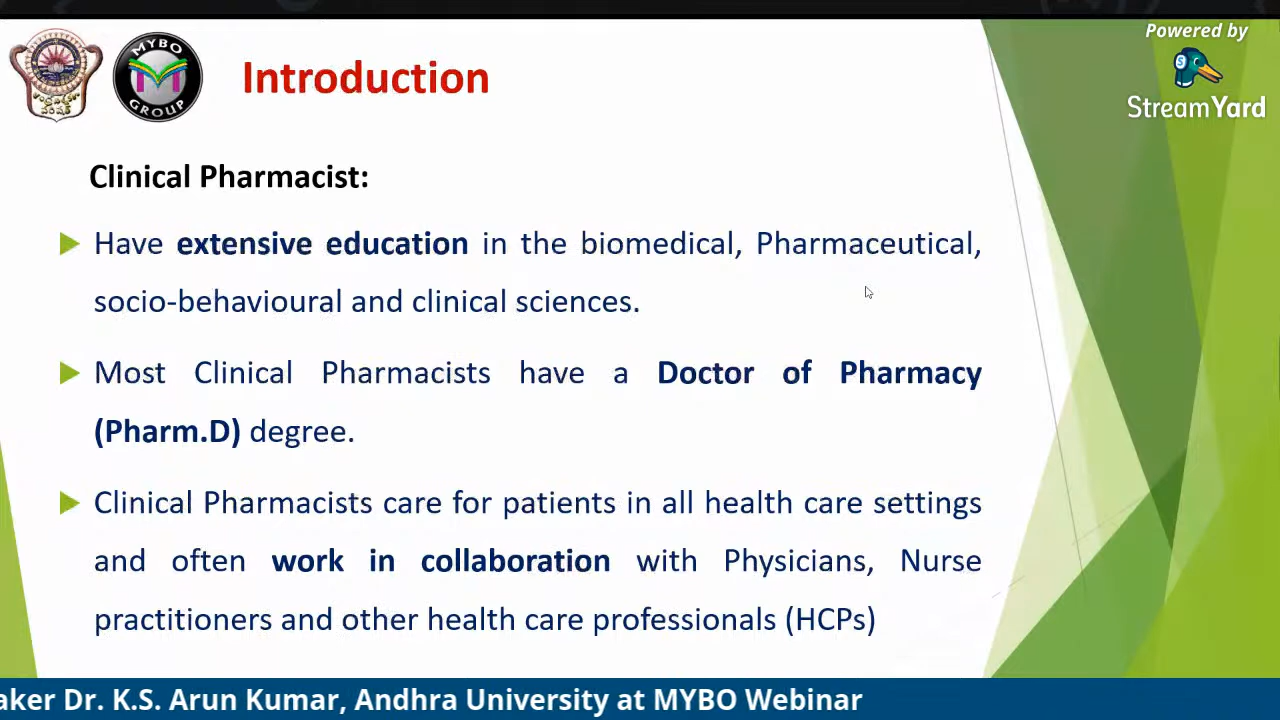 Powered by
StreamYard
MYBO
GROUP
Introduction
Clinical Pharmacist:
Have extensive education in the biomedical, Pharmaceutical,
socio-behavioural and clinical sciences.
Most Clinical Pharmacists have a Doctor of Pharmacy
(Pharm.D) degree.
Clinical Pharmacists care for patients in all health care settings
and often work in collaboration with Physicians, Nurse
practitioners and other health care professionals (HCPs)
aker Dr. K.S. Arun Kumar, Andhra University at MYBO Webinar